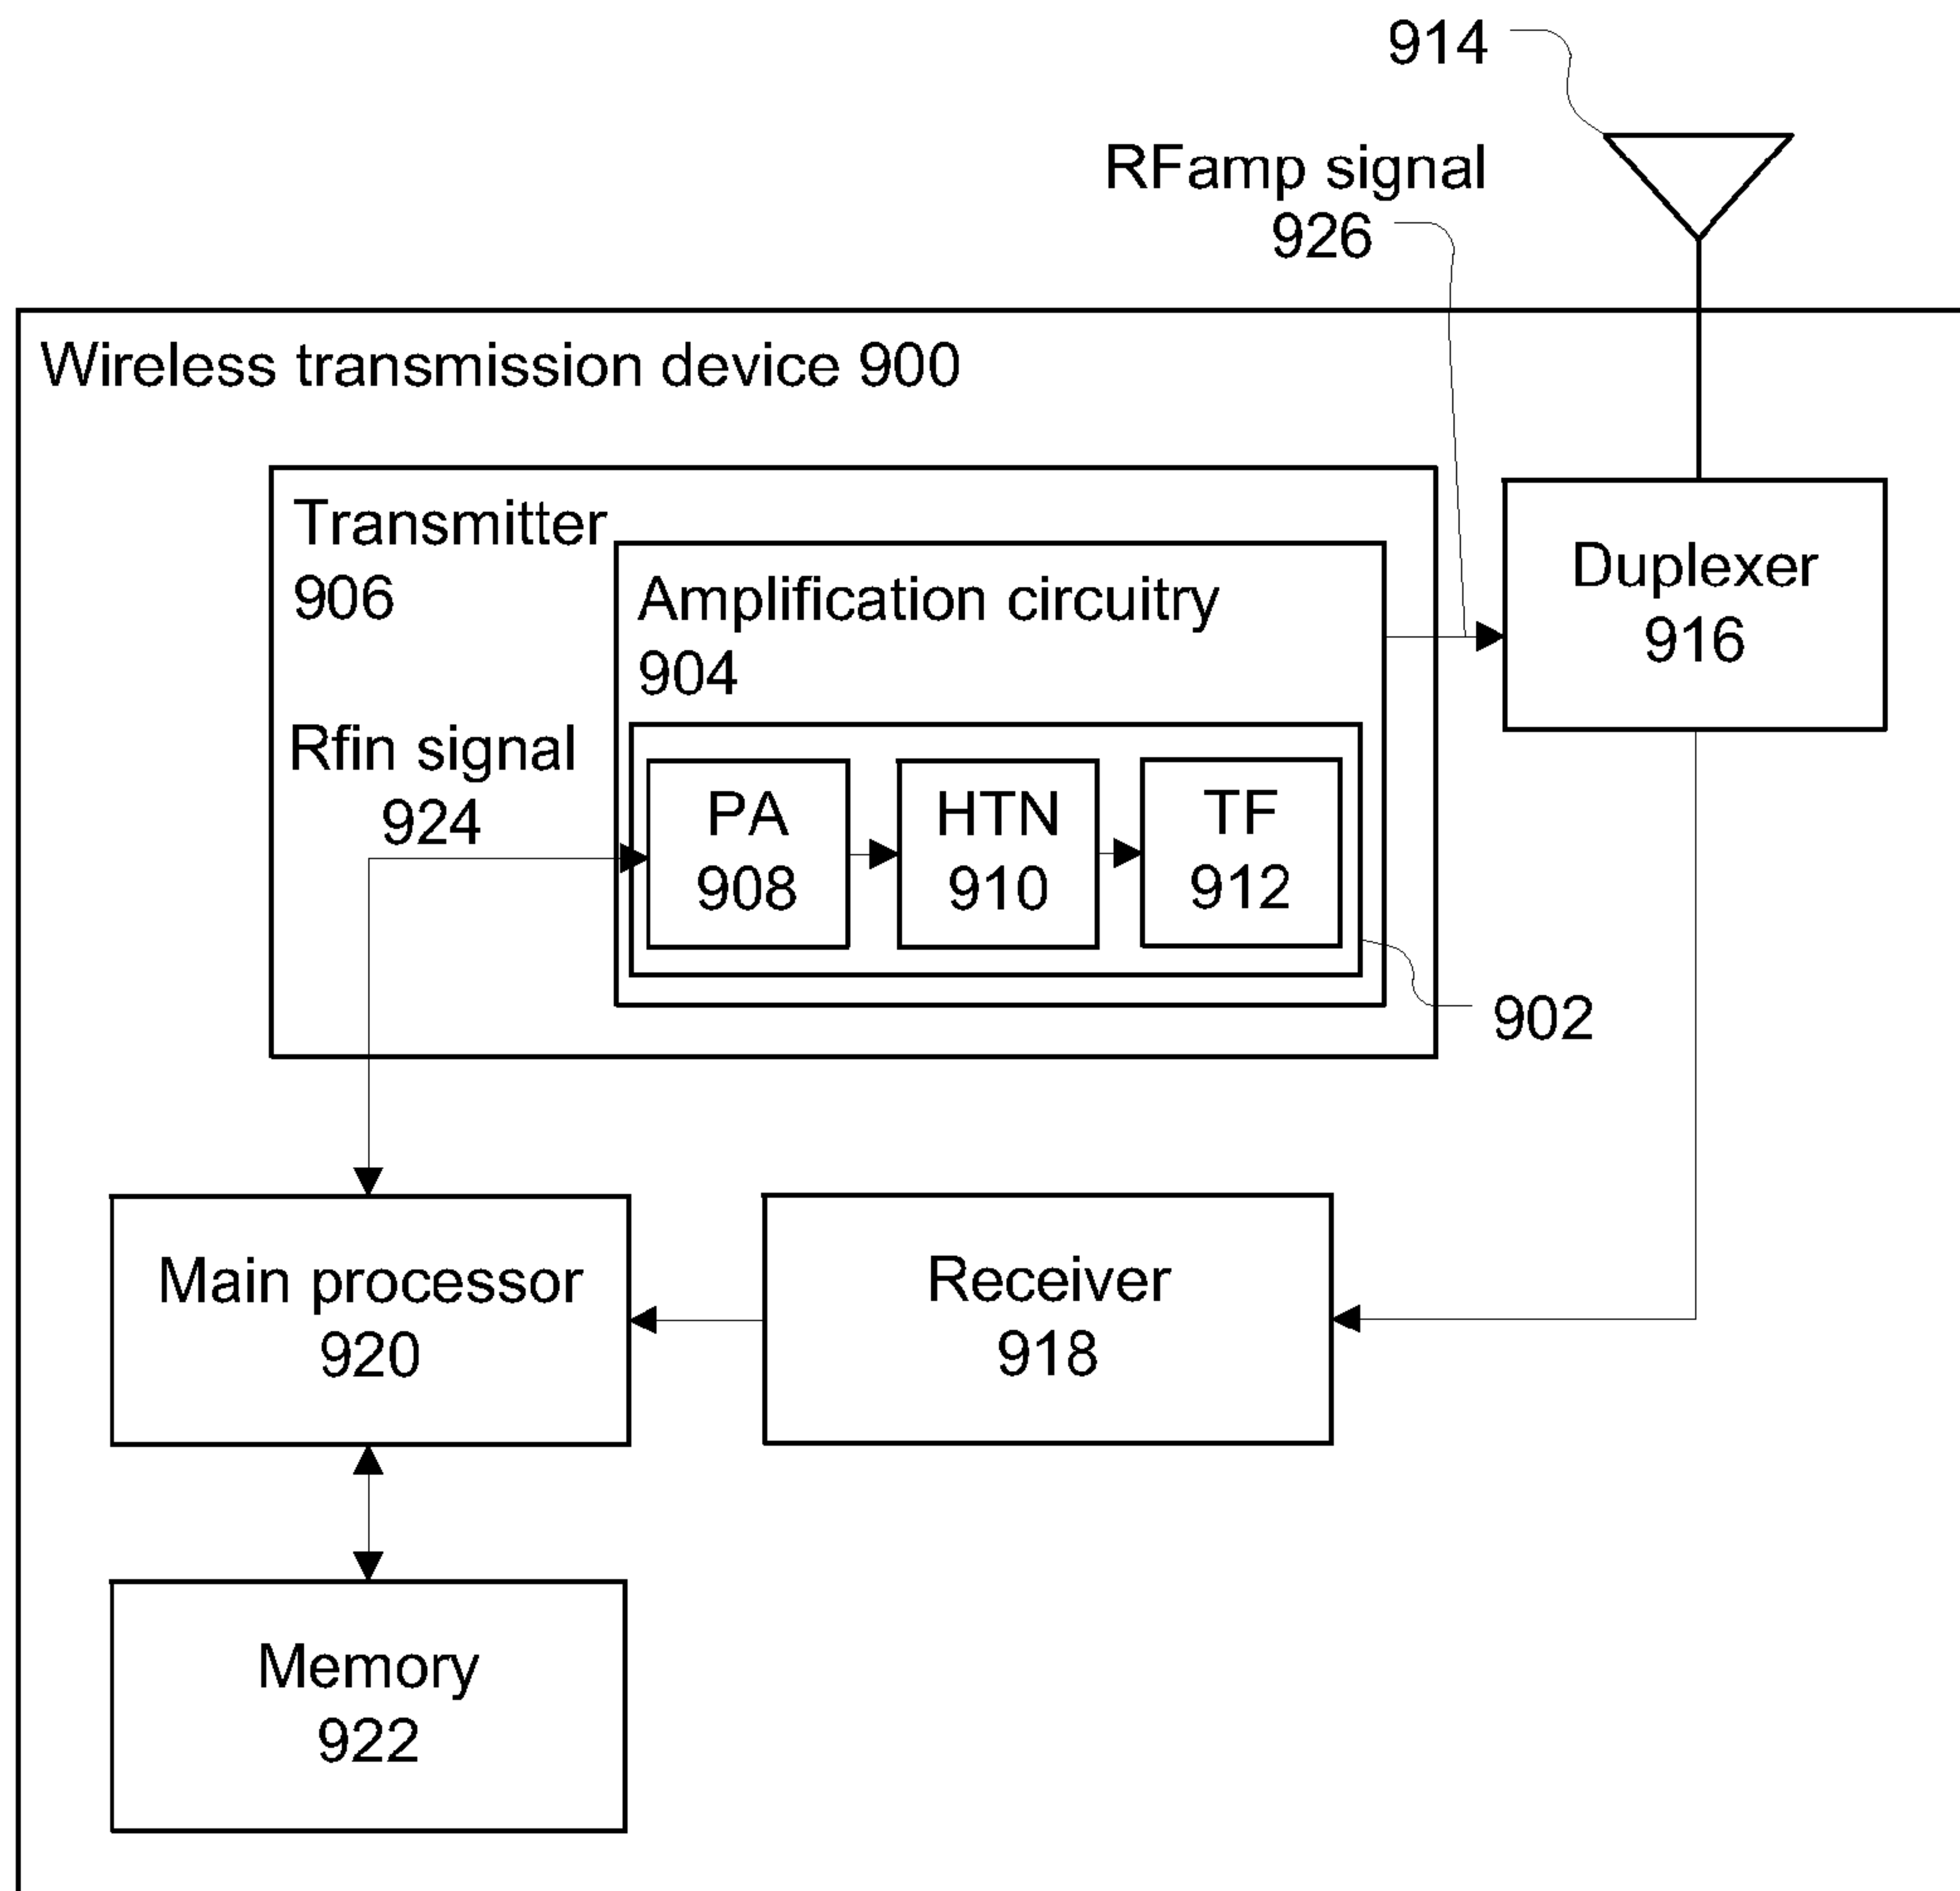 914
RFamp signal
926
Wireless transmission device 900
Transmitter
906
Amplification circuitry
904
Duplexer
916
Rfin signal
924
PA
908
HTN
910
TF
912
902
Main processor
920
Receiver
918
Memory
922